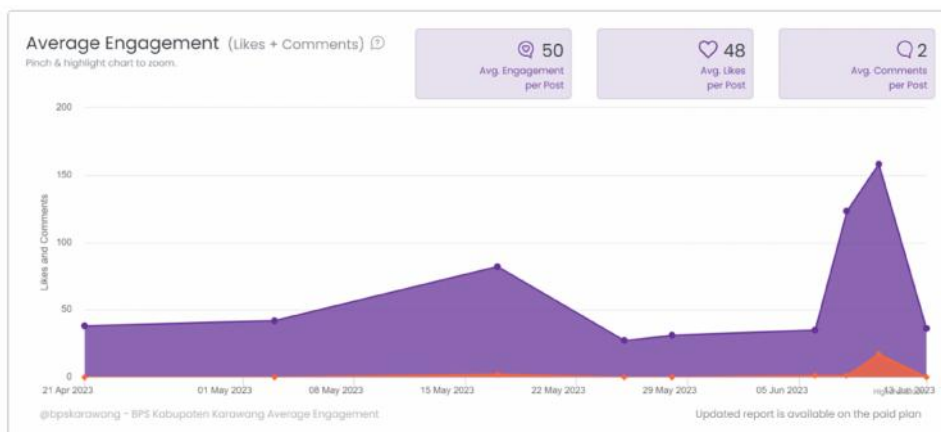 Average Engagement (Likes + Comments)
Pinch & highlight chart to zoom.
50
Avg. Engagement
per Post
48
Avg. Likes
per Post
2
Avg. Comments
per Post
200
150
100
50
0
Likes and Comments
21 Apr 2023 01 May 2023 08 May 2023 15 May 2023 22 May 2023 29 May 2023 05 Jun 2023 13 Jun 2023
@bpskarawang - BPS Kabupaten Karawang Average Engagement
Updated report is available on the paid plan